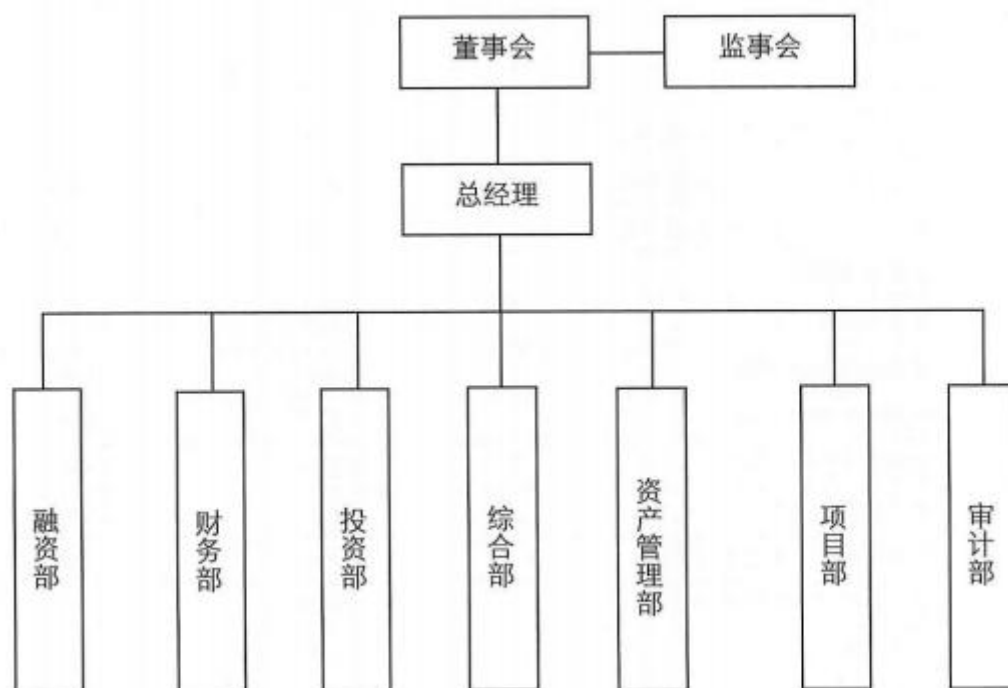 董事会
监事会
总经理
融资部
财务部
投资部
综合部
资产管理部
项目部
审计部